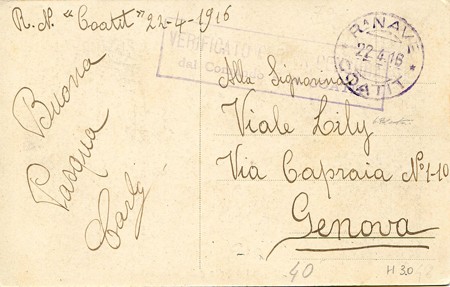 R. N. "Coatit" 22-4-1916
VERIFICATO
dal
R. NAVE
22.4.16
COATIT
Buona
Pasqua
Carlo
Alla Signorina
Viale Lily
Via Capraia N° 1-10
Genova
40
H 30